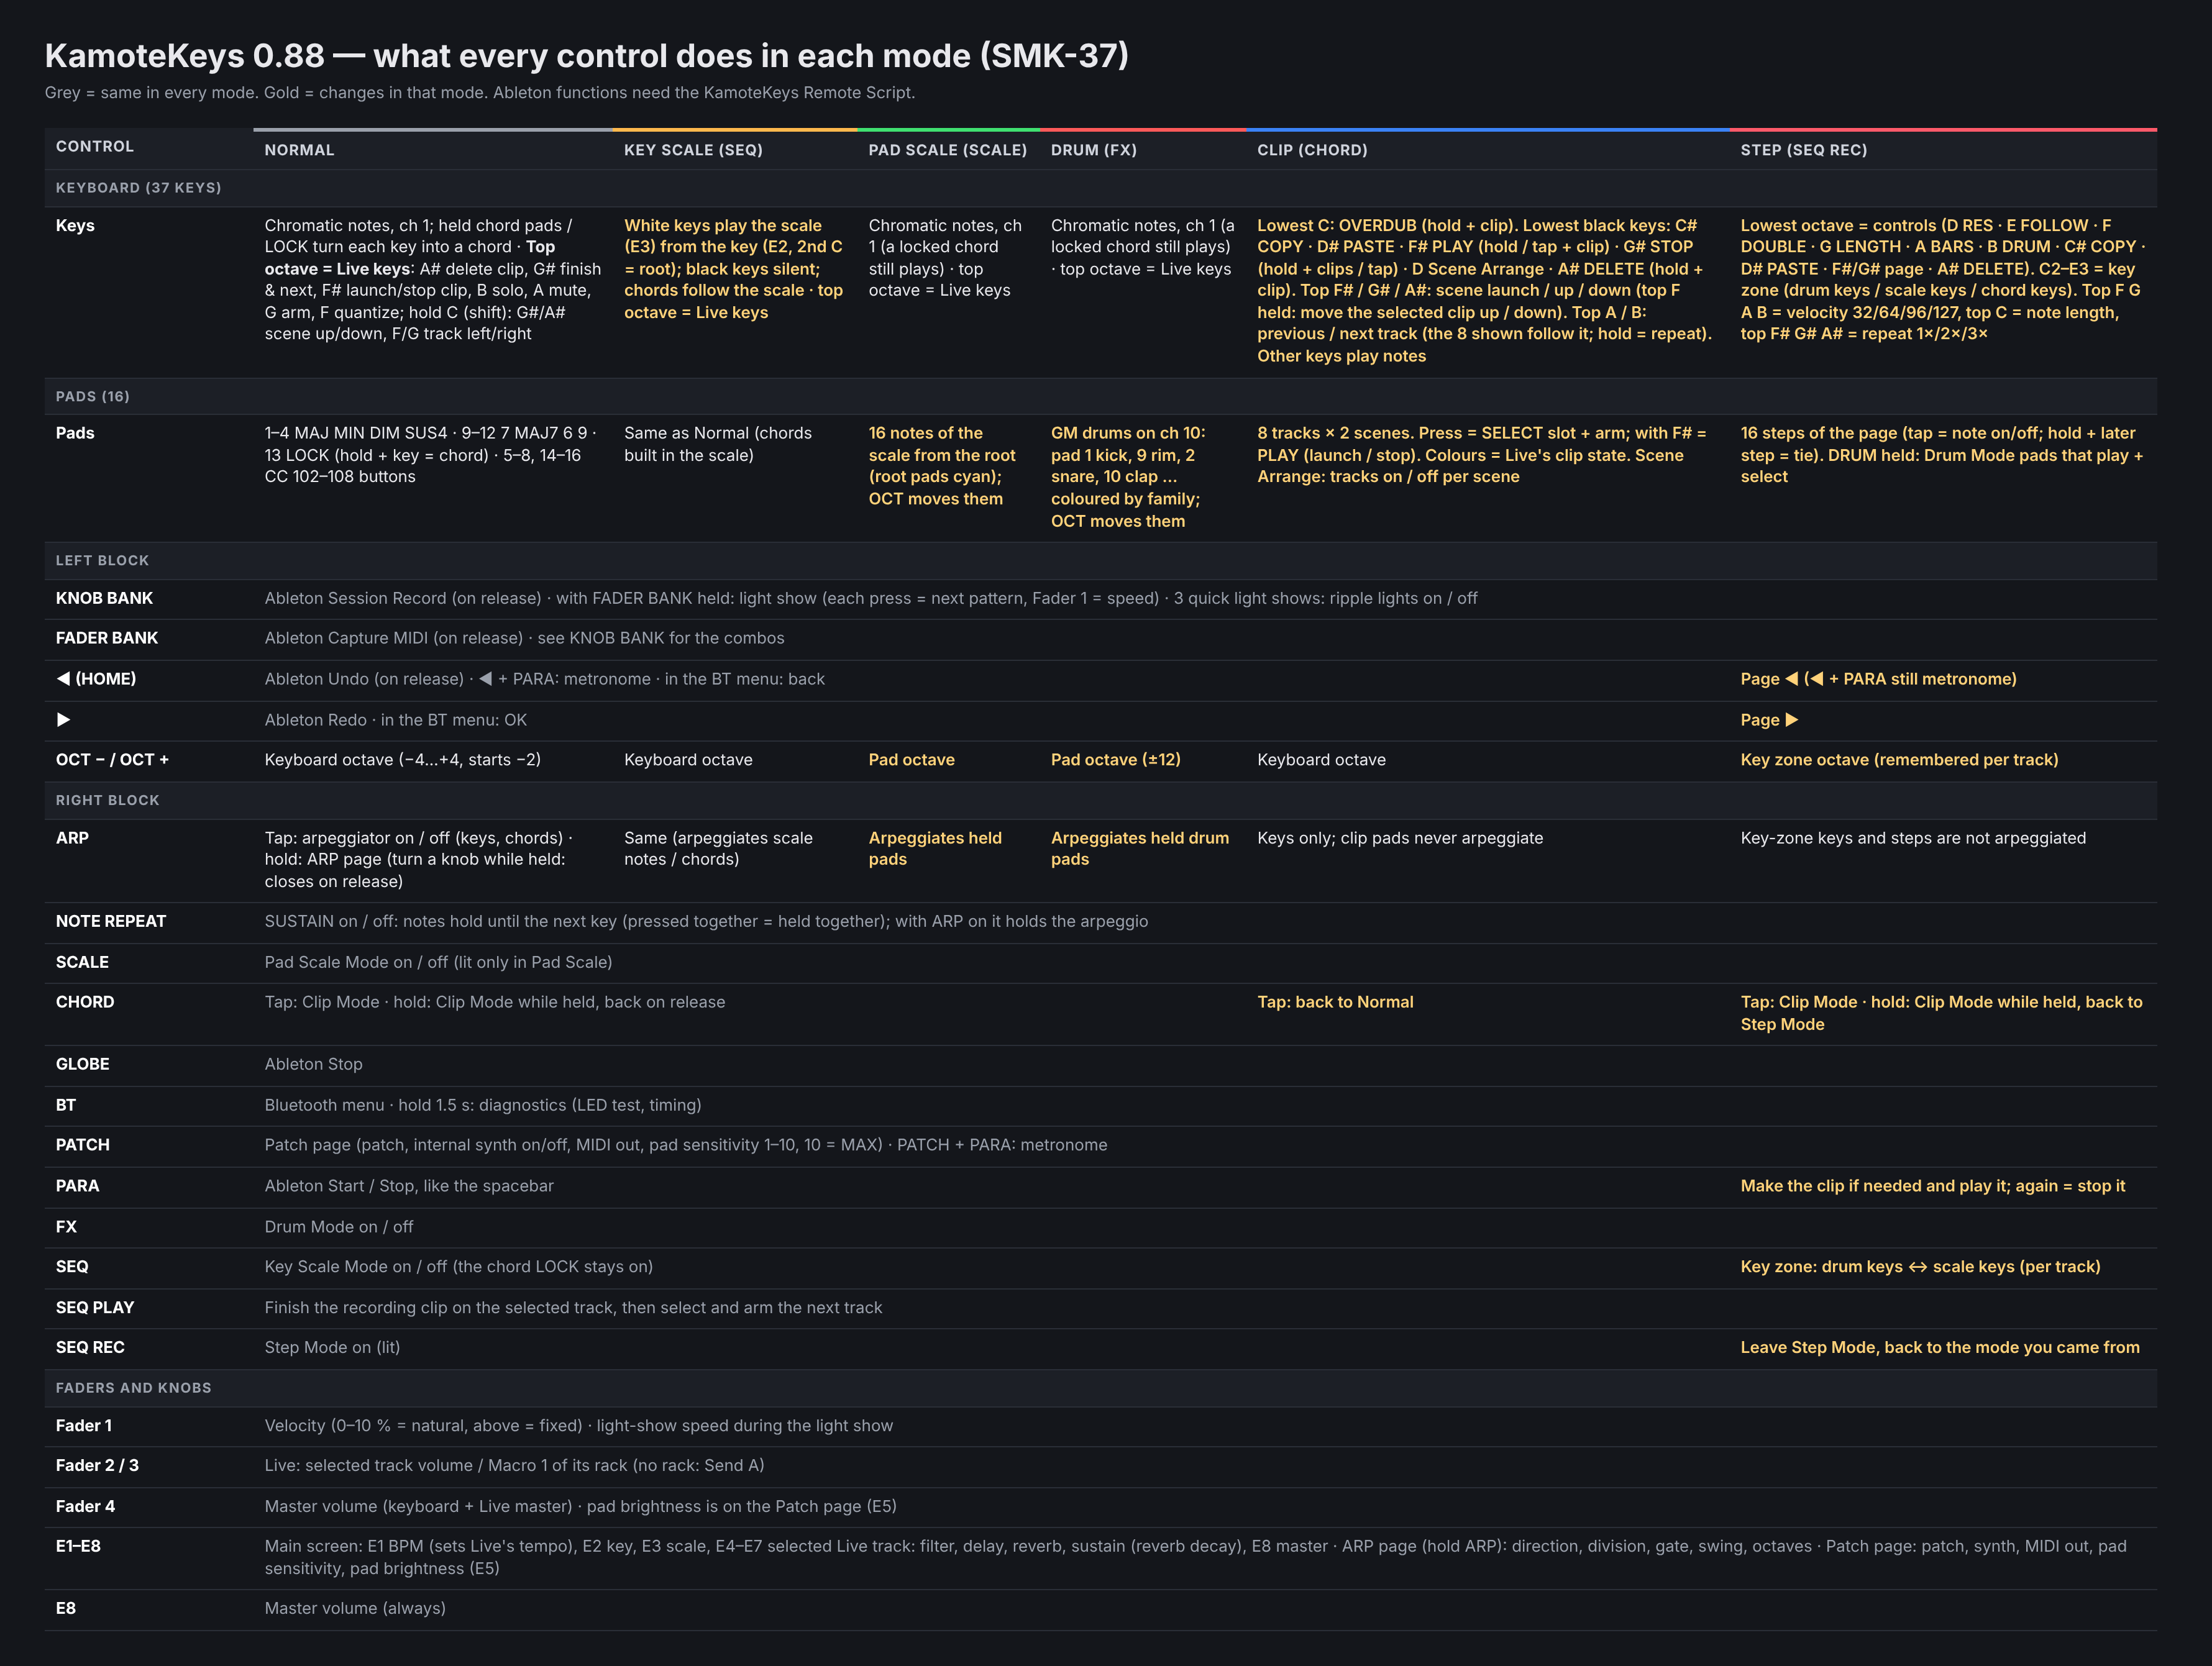 KamoteKeys 0.88 — what every control does in each mode (SMK-37)
Grey = same in every mode. Gold = changes in that mode. Ableton functions need the KamoteKeys Remote Script.
CONTROL
NORMAL
KEY SCALE (SEQ)
PAD SCALE (SCALE)
DRUM (FX)
CLIP (CHORD)
STEP (SEQ REC)
KEYBOARD (37 KEYS)
Keys
Chromatic notes, ch 1; held chord pads /
LOCK turn each key into a chord · Top
octave = Live keys: A# delete clip, G# finish
& next, F# launch/stop clip, B solo, A mute,
G arm, F quantize; hold C (shift): G#/A#
scene up/down, F/G track left/right
White keys play the scale
(E3) from the key (E2, 2nd C
= root); black keys silent;
chords follow the scale · top
octave = Live keys
Chromatic notes, ch
1 (a locked chord
still plays) · top
octave = Live keys
Chromatic notes, ch 1 (a
locked chord still plays)
· top octave = Live keys
Lowest C: OVERDUB (hold + clip). Lowest black keys: C#
COPY · D# PASTE · F# PLAY (hold / tap + clip) · G# STOP
(hold + clips / tap) · D Scene Arrange · A# DELETE (hold +
clip). Top F# / G# / A#: scene launch / up / down (top F
held: move the selected clip up / down). Top A / B:
previous / next track (the 8 shown follow it; hold = repeat).
Other keys play notes
Lowest octave = controls (D RES · E FOLLOW · F
DOUBLE · G LENGTH · A BARS · B DRUM · C# COPY ·
D# PASTE · F#/G# page · A# DELETE). C2–E3 = key
zone (drum keys / scale keys / chord keys). Top F G
A B = velocity 32/64/96/127, top C = note length,
top F# G# A# = repeat 1×/2×/3×
PADS (16)
Pads
1–4 MAJ MIN DIM SUS4 · 9–12 7 MAJ7 6 9 ·
13 LOCK (hold + key = chord) · 5–8, 14–16
CC 102–108 buttons
Same as Normal (chords
built in the scale)
16 notes of the
scale from the root
(root pads cyan);
OCT moves them
GM drums on ch 10:
pad 1 kick, 9 rim, 2
snare, 10 clap …
coloured by family;
OCT moves them
8 tracks × 2 scenes. Press = SELECT slot + arm; with F# =
PLAY (launch / stop). Colours = Live's clip state. Scene
Arrange: tracks on / off per scene
16 steps of the page (tap = note on/off; hold + later
step = tie). DRUM held: Drum Mode pads that play +
select
LEFT BLOCK
KNOB BANK
Ableton Session Record (on release) · with FADER BANK held: light show (each press = next pattern, Fader 1 = speed) · 3 quick light shows: ripple lights on / off
FADER BANK
Ableton Capture MIDI (on release) · see KNOB BANK for the combos
◀ (HOME)
Ableton Undo (on release) · ◀ + PARA: metronome · in the BT menu: back
Page ◀ (◀ + PARA still metronome)
▶
Ableton Redo · in the BT menu: OK
Page ▶
OCT − / OCT +
Keyboard octave (−4…+4, starts −2)
Keyboard octave
Pad octave
Pad octave (±12)
Keyboard octave
Key zone octave (remembered per track)
RIGHT BLOCK
ARP
Tap: arpeggiator on / off (keys, chords) ·
hold: ARP page (turn a knob while held:
closes on release)
Same (arpeggiates scale
notes / chords)
Arpeggiates held
pads
Arpeggiates held drum
pads
Keys only; clip pads never arpeggiate
Key-zone keys and steps are not arpeggiated
NOTE REPEAT
SUSTAIN on / off: notes hold until the next key (pressed together = held together); with ARP on it holds the arpeggio
SCALE
Pad Scale Mode on / off (lit only in Pad Scale)
CHORD
Tap: Clip Mode · hold: Clip Mode while held, back on release
Tap: back to Normal
Tap: Clip Mode · hold: Clip Mode while held, back to
Step Mode
GLOBE
Ableton Stop
BT
Bluetooth menu · hold 1.5 s: diagnostics (LED test, timing)
PATCH
Patch page (patch, internal synth on/off, MIDI out, pad sensitivity 1–10, 10 = MAX) · PATCH + PARA: metronome
PARA
Ableton Start / Stop, like the spacebar
Make the clip if needed and play it; again = stop it
FX
Drum Mode on / off
SEQ
Key Scale Mode on / off (the chord LOCK stays on)
Key zone: drum keys ↔ scale keys (per track)
SEQ PLAY
Finish the recording clip on the selected track, then select and arm the next track
SEQ REC
Step Mode on (lit)
Leave Step Mode, back to the mode you came from
FADERS AND KNOBS
Fader 1
Velocity (0–10 % = natural, above = fixed) · light-show speed during the light show
Fader 2 / 3
Live: selected track volume / Macro 1 of its rack (no rack: Send A)
Fader 4
Master volume (keyboard + Live master) · pad brightness is on the Patch page (E5)
E1–E8
Main screen: E1 BPM (sets Live's tempo), E2 key, E3 scale, E4–E7 selected Live track: filter, delay, reverb, sustain (reverb decay), E8 master · ARP page (hold ARP): direction, division, gate, swing, octaves · Patch page: patch, synth, MIDI out, pad
sensitivity, pad brightness (E5)
E8
Master volume (always)